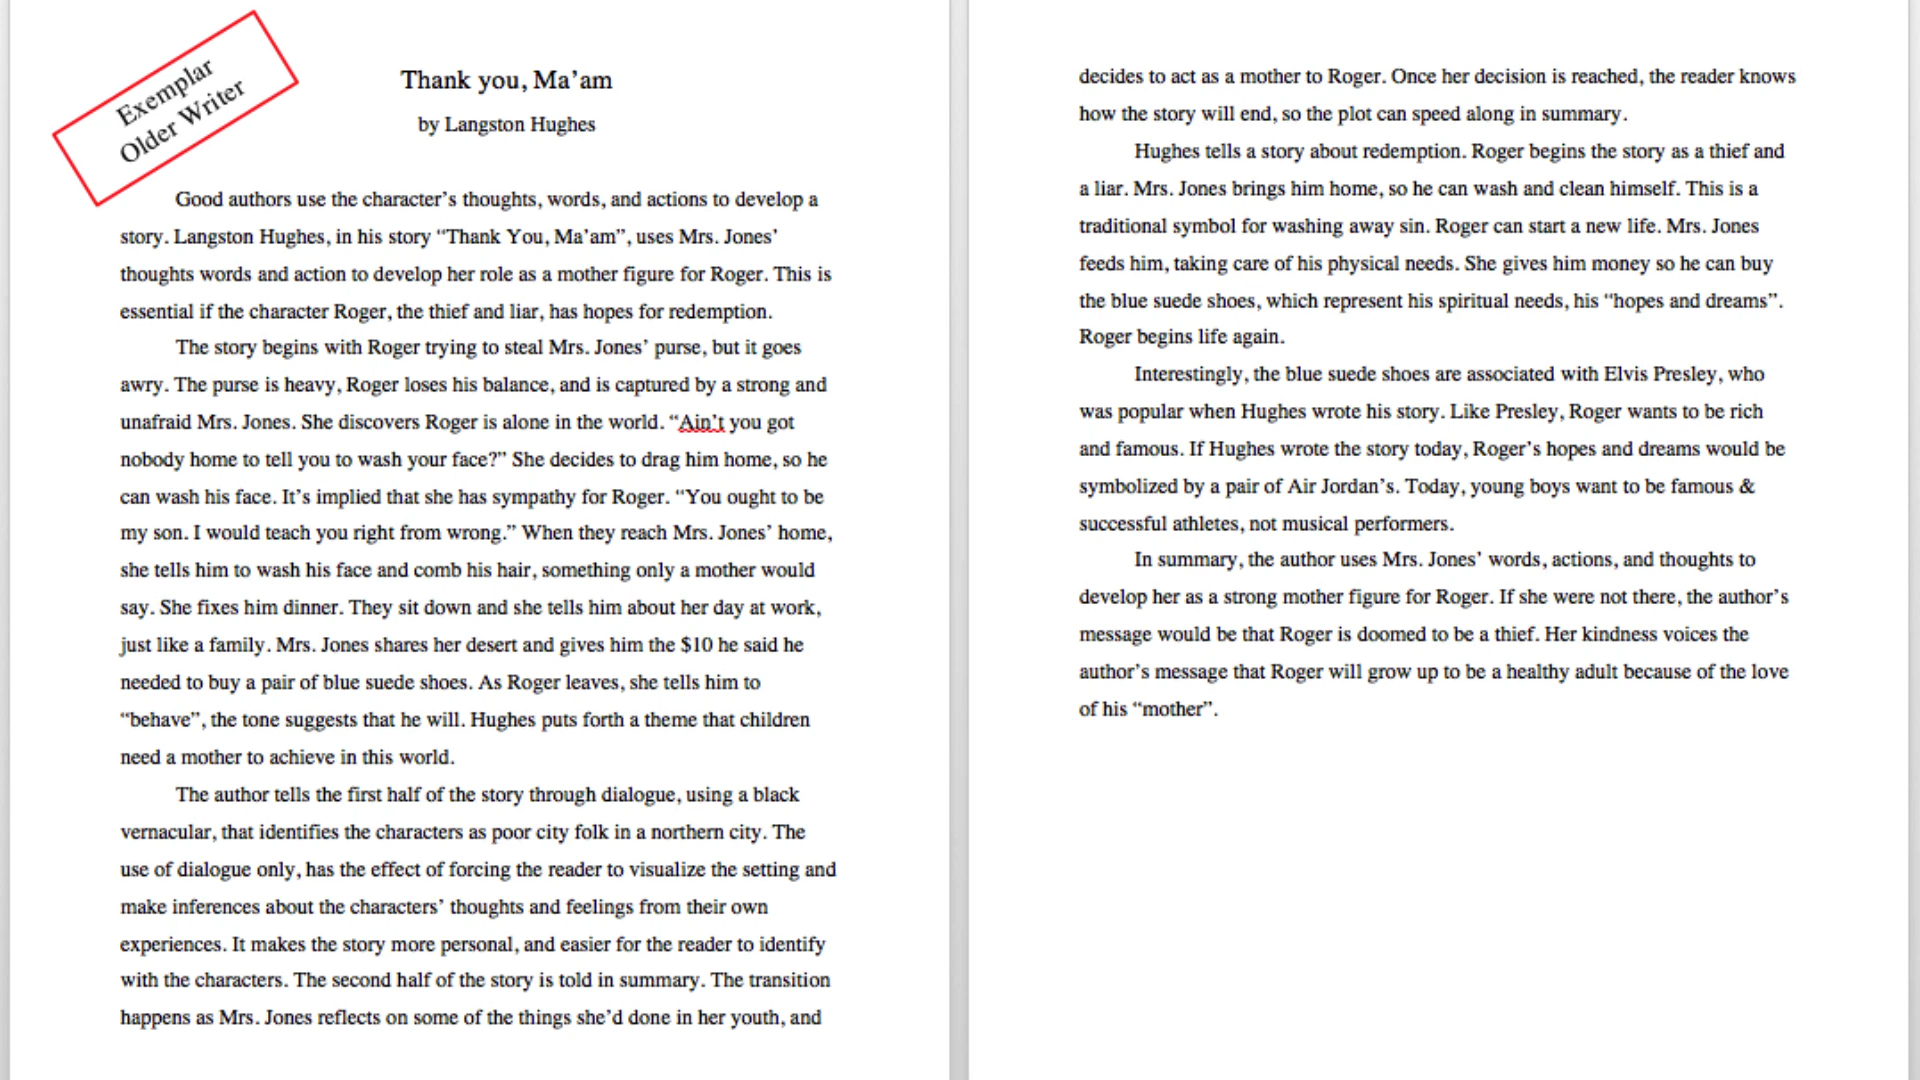 Exemplar
Older Writer
Thank you, Ma’am
by Langston Hughes
Good authors use the character’s thoughts, words, and actions to develop a
story. Langston Hughes, in his story “Thank You, Ma’am”, uses Mrs. Jones’
thoughts words and action to develop her role as a mother figure for Roger. This is
essential if the character Roger, the thief and liar, has hopes for redemption.
The story begins with Roger trying to steal Mrs. Jones’ purse, but it goes
awry. The purse is heavy, Roger loses his balance, and is captured by a strong and
unafraid Mrs. Jones. She discovers Roger is alone in the world. “Ain’t you got
nobody home to tell you to wash your face?” She decides to drag him home, so he
can wash his face. It’s implied that she has sympathy for Roger. “You ought to be
my son. I would teach you right from wrong.” When they reach Mrs. Jones’ home,
she tells him to wash his face and comb his hair, something only a mother would
say. She fixes him dinner. They sit down and she tells him about her day at work,
just like a family. Mrs. Jones shares her desert and gives him the $10 he said he
needed to buy a pair of blue suede shoes. As Roger leaves, she tells him to
“behave”, the tone suggests that he will. Hughes puts forth a theme that children
need a mother to achieve in this world.
The author tells the first half of the story through dialogue, using a black
vernacular, that identifies the characters as poor city folk in a northern city. The
use of dialogue only, has the effect of forcing the reader to visualize the setting and
make inferences about the characters’ thoughts and feelings from their own
experiences. It makes the story more personal, and easier for the reader to identify
with the characters. The second half of the story is told in summary. The transition
happens as Mrs. Jones reflects on some of the things she’d done in her youth, and
decides to act as a mother to Roger. Once her decision is reached, the reader knows
how the story will end, so the plot can speed along in summary.
Hughes tells a story about redemption. Roger begins the story as a thief and
a liar. Mrs. Jones brings him home, so he can wash and clean himself. This is a
traditional symbol for washing away sin. Roger can start a new life. Mrs. Jones
feeds him, taking care of his physical needs. She gives him money so he can buy
the blue suede shoes, which represent his spiritual needs, his “hopes and dreams”.
Roger begins life again.
Interestingly, the blue suede shoes are associated with Elvis Presley, who
was popular when Hughes wrote his story. Like Presley, Roger wants to be rich
and famous. If Hughes wrote the story today, Roger’s hopes and dreams would be
symbolized by a pair of Air Jordan’s. Today, young boys want to be famous &
successful athletes, not musical performers.
In summary, the author uses Mrs. Jones’ words, actions, and thoughts to
develop her as a strong mother figure for Roger. If she were not there, the author’s
message would be that Roger is doomed to be a thief. Her kindness voices the
author’s message that Roger will grow up to be a healthy adult because of the love
of his “mother”.